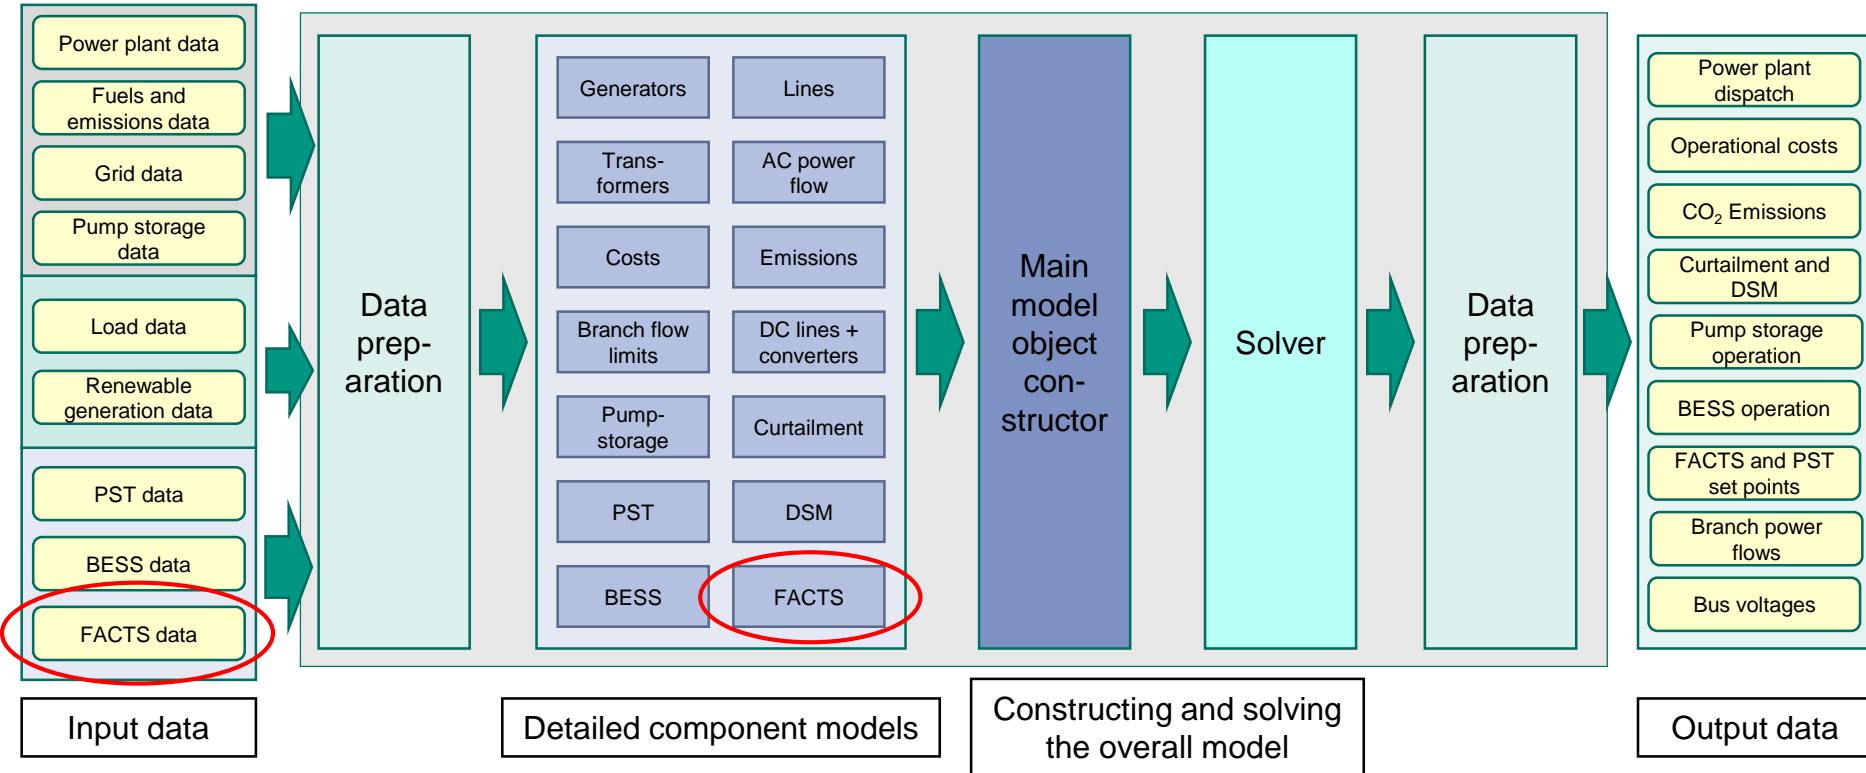 Power plant data
Fuels and
emissions data
Grid data
Pump storage
data
Load data
Renewable
generation data
PST data
BESS data
FACTS data
Input data
Data
prep-
aration
Generators
Lines
Trans-
formers
AC power
flow
Costs
Emissions
Branch flow
limits
DC lines +
converters
Pump-
storage
Curtailment
PST
DSM
BESS
FACTS
Detailed component models
Main
model
object
con-
structor
Solver
Constructing and solving
the overall model
Data
prep-
aration
Power plant
dispatch
Operational costs
CO₂ Emissions
Curtailment and
DSM
Pump storage
operation
BESS operation
FACTS and PST
set points
Branch power
flows
Bus voltages
Output data